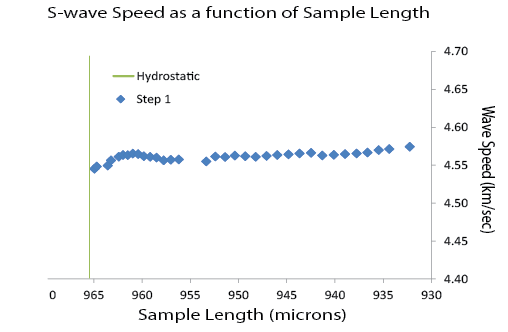 S-wave Speed as a function of Sample Length
Hydrostatic
Step 1
4.70
4.65
4.60
4.55
4.50
4.45
4.40
Wave Speed (km/sec)
0 965 960 955 950 945 940 935 930
Sample Length (microns)